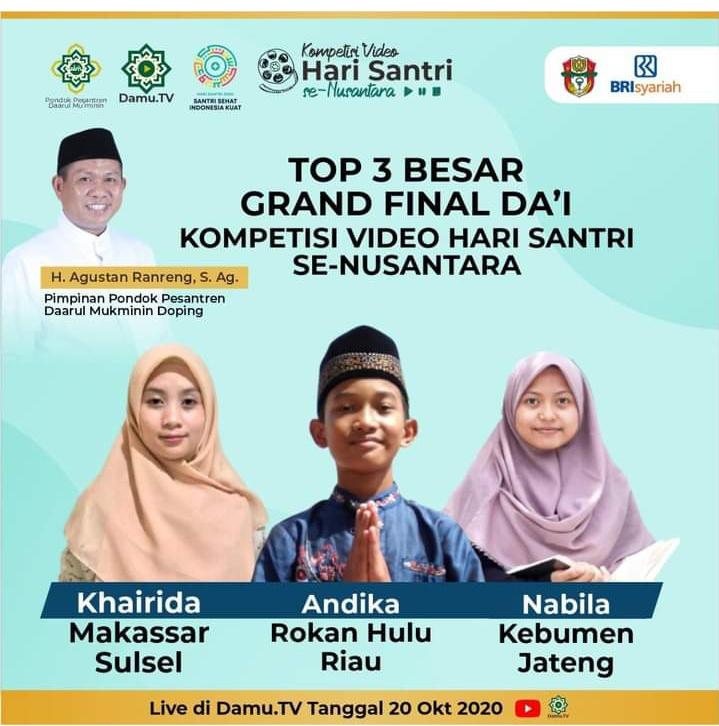 Pondok Pesantren
Daarul Mu'minin
Damu.TV
HARI SANTRI 2020
SANTRI SEHAT
INDONESIA KUAT
Kompetisi Video
Hari Santri
se-Nusantara
BRIsyariah
TOP 3 BESAR
GRAND FINAL DA'I
KOMPETISI VIDEO HARI SANTRI
SE-NUSANTARA
H. Agustan Ranreng, S. Ag.
Pimpinan Pondok Pesantren
Daarul Mukminin Doping
Khairida
Makassar
Sulsel
Andika
Rokan Hulu
Riau
Nabila
Kebumen
Jateng
Live di Damu.TV Tanggal 20 Okt 2020